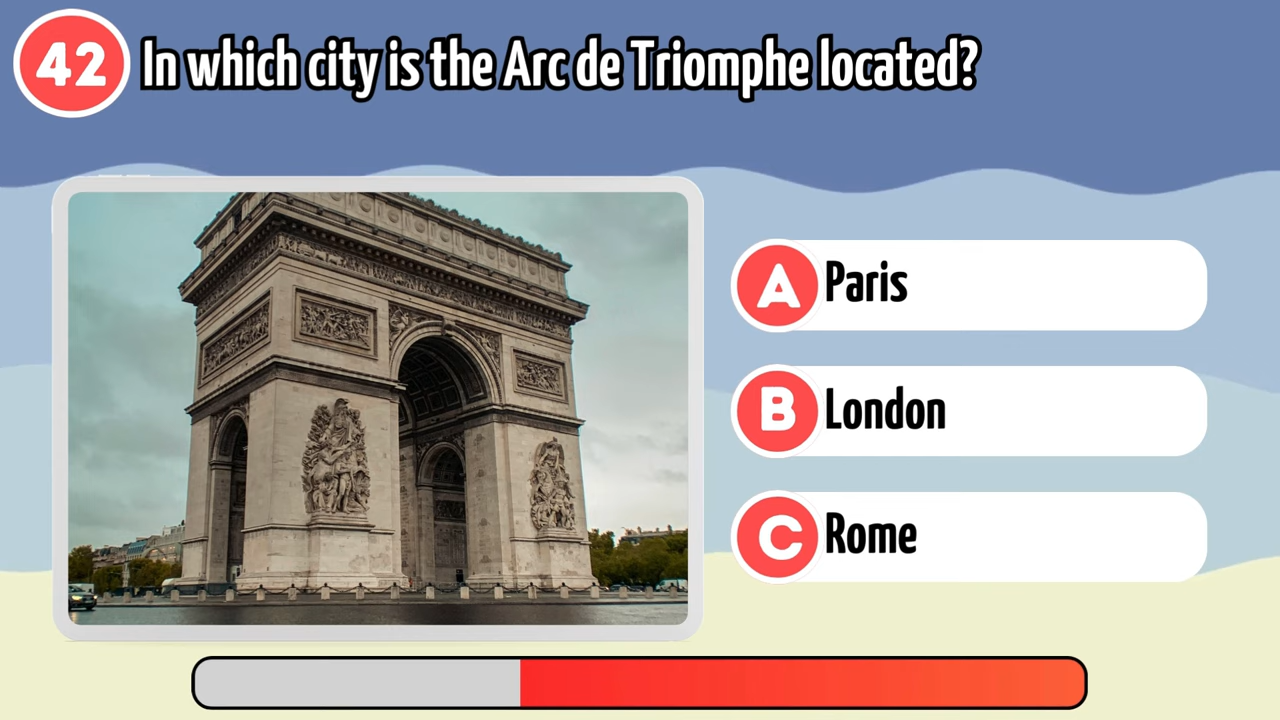 42 In which city is the Arc de Triomphe located?
A Paris
B London
C Rome